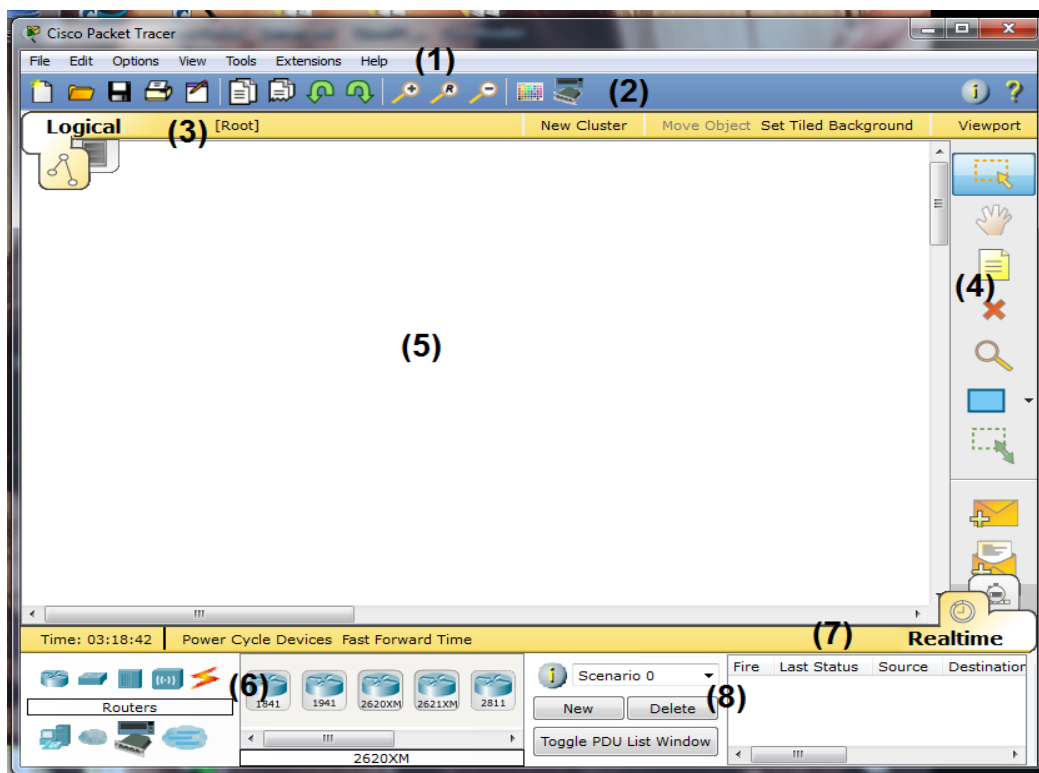 Cisco Packet Tracer
File Edit Options View Tools Extensions Help (1)
R (2) i ?
Logical (3) [Root] New Cluster Move Object Set Tiled Background Viewport
(4)
(5)
Time: 03:18:42 Power Cycle Devices Fast Forward Time (7) Realtime
(6) 1841 1941 2620XM 2621XM 2811
Routers
2620XM
i Scenario 0 (8)
New Delete
Toggle PDU List Window
Fire Last Status Source Destination